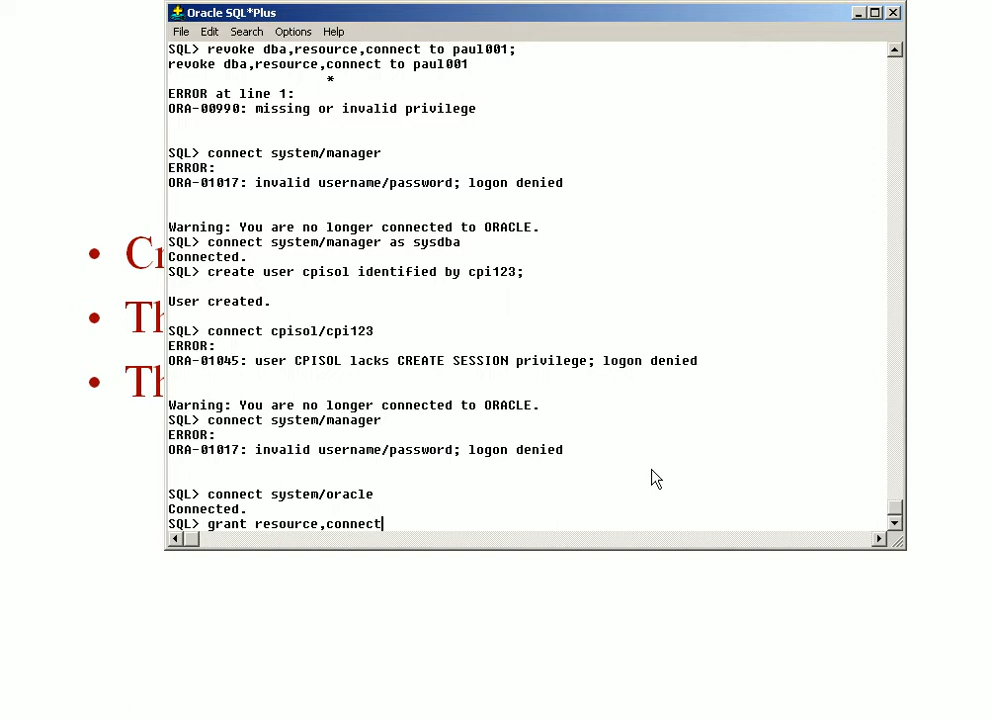 Oracle SQL*Plus
File Edit Search Options Help
SQL> revoke dba,resource,connect to paul001;
revoke dba,resource,connect to paul001
*
ERROR at line 1:
ORA-00990: missing or invalid privilege
SQL> connect system/manager
ERROR:
ORA-01017: invalid username/password; logon denied
Warning: You are no longer connected to ORACLE.
SQL> connect system/manager as sysdba
Connected.
SQL> create user cpisol identified by cpi123;
User created.
SQL> connect cpisol/cpi123
ERROR:
ORA-01045: user CPISOL lacks CREATE SESSION privilege; logon denied
Warning: You are no longer connected to ORACLE.
SQL> connect system/manager
ERROR:
ORA-01017: invalid username/password; logon denied
SQL> connect system/oracle
Connected.
SQL> grant resource,connect
• Cr
• Th
• Th